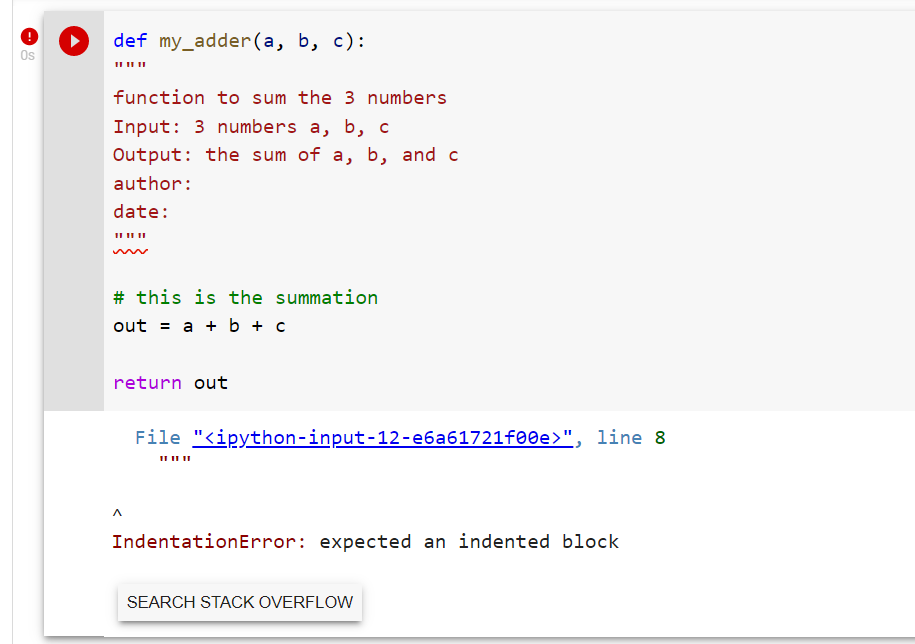 !
0s
def my_adder(a, b, c):
"""
function to sum the 3 numbers
Input: 3 numbers a, b, c
Output: the sum of a, b, and c
author:
date:
"""
# this is the summation
out = a + b + c
return out
File "<ipython-input-12-e6a61721f00e>", line 8
"""
^
IndentationError: expected an indented block
SEARCH STACK OVERFLOW